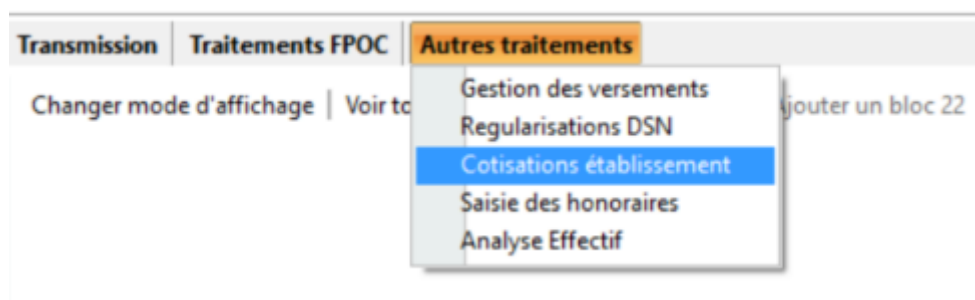 Transmission Traitements FPOC Autres traitements
Changer mode d'affichage Voir
Gestion des versements
jouter un bloc 22
Regularisations DSN
Cotisations établissement
Saisie des honoraires
Analyse Effectif